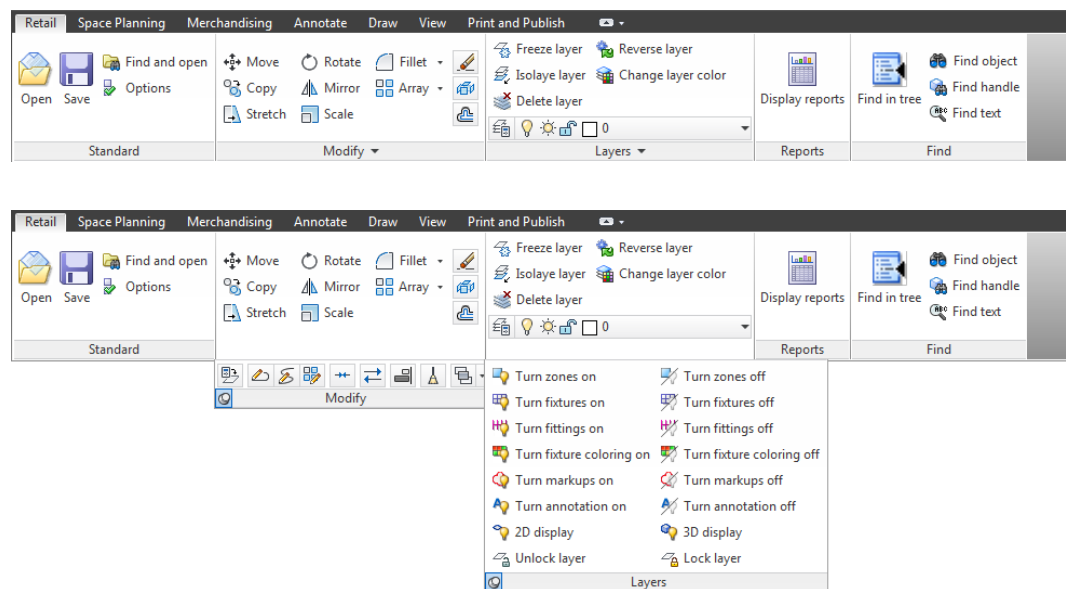 Retail Space Planning Merchandising Annotate Draw View Print and Publish
Freeze layer Reverse layer
Find and open Move Rotate Fillet Find object
Isolaye layer Change layer color
Options Copy Mirror Array Find handle
Open Save Delete layer Display reports Find in tree
Stretch Scale Find text
0
Standard Modify Layers Reports Find
Retail Space Planning Merchandising Annotate Draw View Print and Publish
Freeze layer Reverse layer
Find and open Move Rotate Fillet Find object
Isolaye layer Change layer color
Options Copy Mirror Array Find handle
Open Save Delete layer Display reports Find in tree
Stretch Scale Find text
0
Standard Reports Find
Turn zones on Turn zones off
Modify
Turn fixtures on Turn fixtures off
Turn fittings on Turn fittings off
Turn fixture coloring on Turn fixture coloring off
Turn markups on Turn markups off
Turn annotation on Turn annotation off
2D display 3D display
Unlock layer Lock layer
Layers